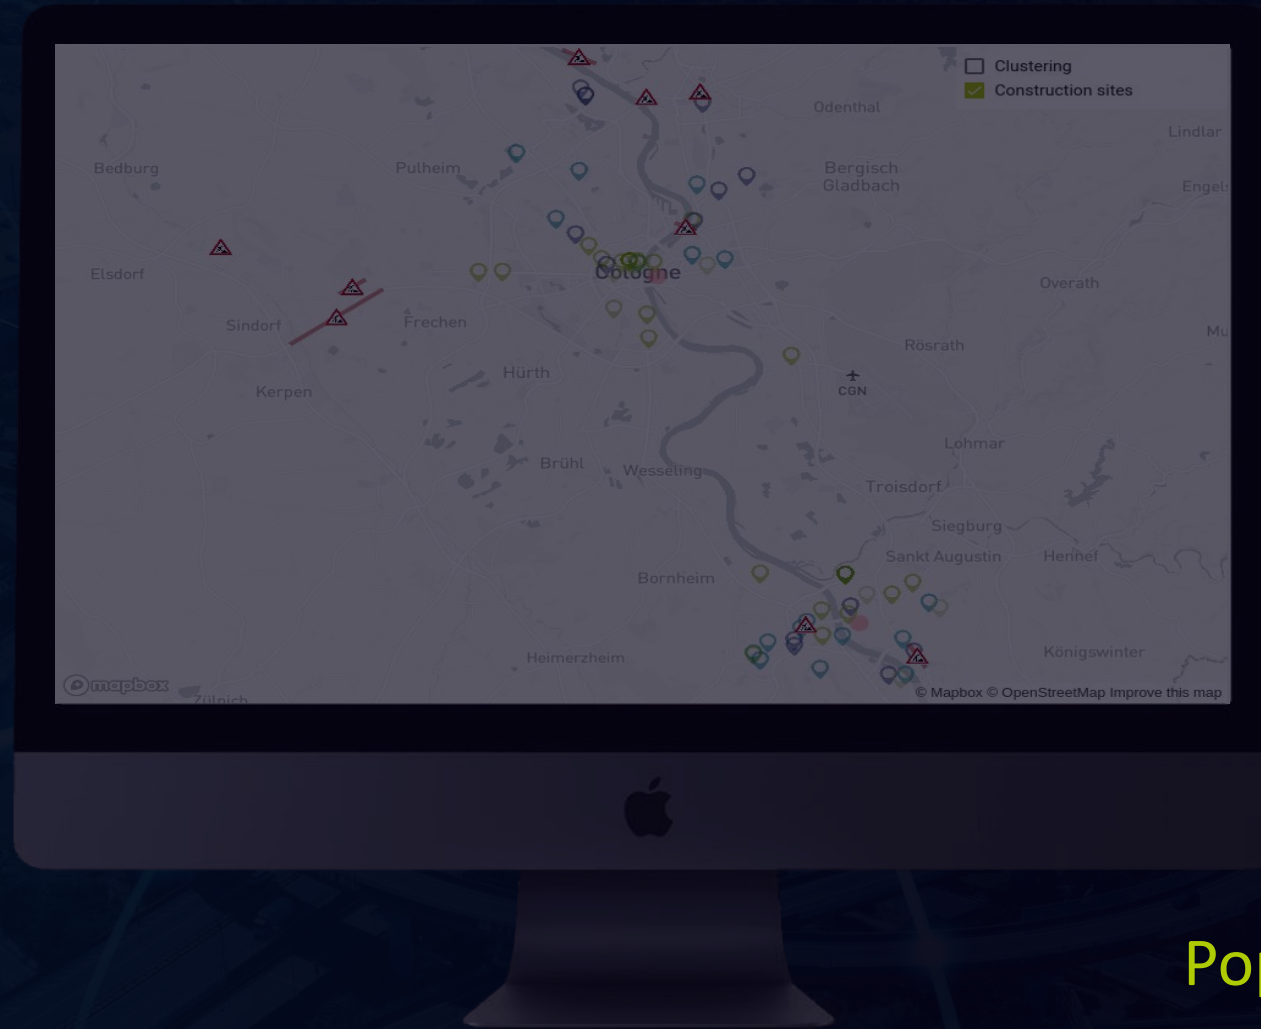 Clustering
Construction sites
Odenthal
Lindlar
Bedburg
Pulheim
Bergisch
Gladbach
Elsdorf
Cologne
Overath
Sindorf
Frechen
Rösrath
Hürth
CGN
Kerpen
Lohmar
Brühl
Wesseling
Troisdorf
Siegburg
Sankt Augustin
Hennef
Bornheim
Heimerzheim
Königswinter
mapbox
Zülpich
© Mapbox © OpenStreetMap Improve this map